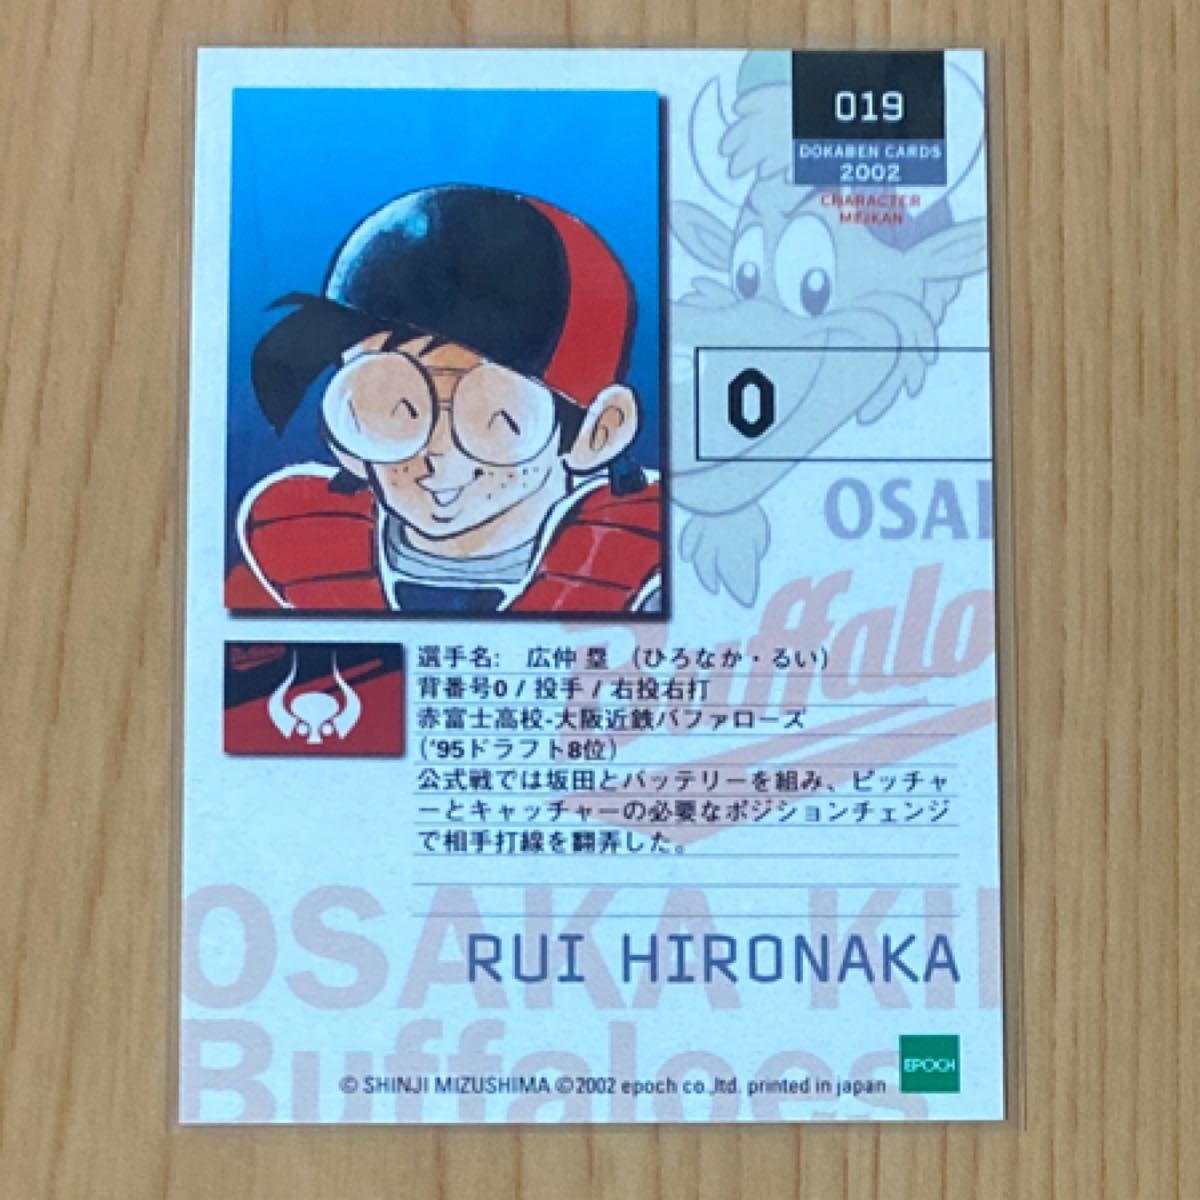 019
DOKABEN CARDS
2002
CHARACTER
MEIKAN
0
OSAK
Buffalo
選手名: 広仲 塁 (ひろなか・るい)
背番号0 / 投手 / 右投右打
赤富士高校-大阪近鉄バファローズ
('95ドラフト8位)
公式戦では坂田とバッテリーを組み、ピッチャ
ーとキャッチャーの必要なポジションチェンジ
で相手打線を翻弄した。
OSAKA KIN
RUI HIRONAKA
Buffaloes
EPOCH
© SHINJI MIZUSHIMA ©2002 epoch co.,ltd. printed in japan